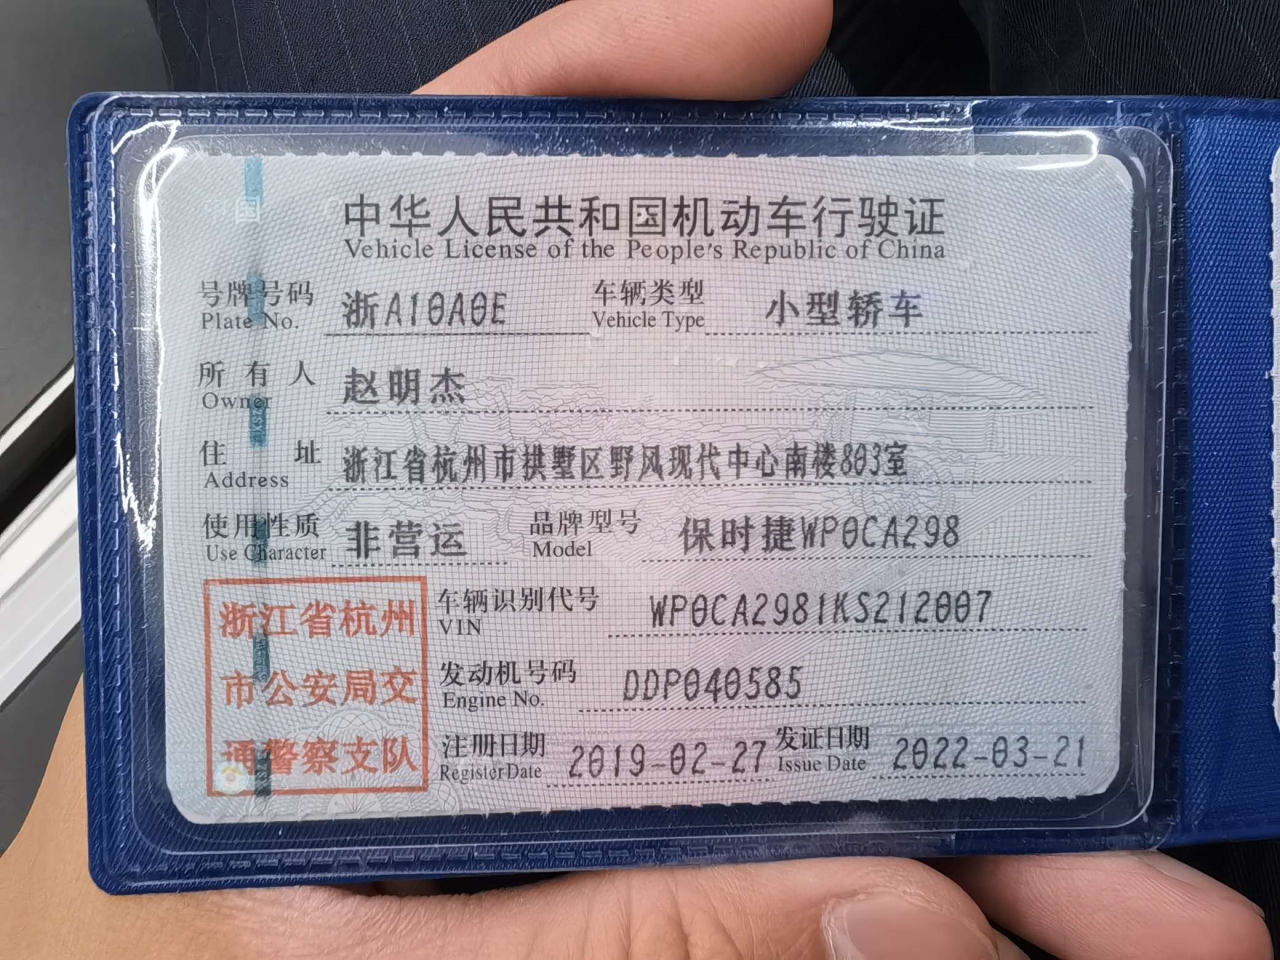 中华人民共和国机动车行驶证
Vehicle License of the People's Republic of China
号牌号码 浙A10A0E 车辆类型 小型轿车
Plate No. Vehicle Type
所有人 赵明杰
Owner
住址 浙江省杭州市拱墅区野风现代中心南楼803室
Address
使用性质 非营运 品牌型号 保时捷WP0CA298
Use Character Model
车辆识别代号 WP0CA2981KS212007
VIN
发动机号码 DDP040585
Engine No.
注册日期 2019-02-27 发证日期 2022-03-21
Register Date Issue Date
浙江省杭州
市公安局交
通警察支队